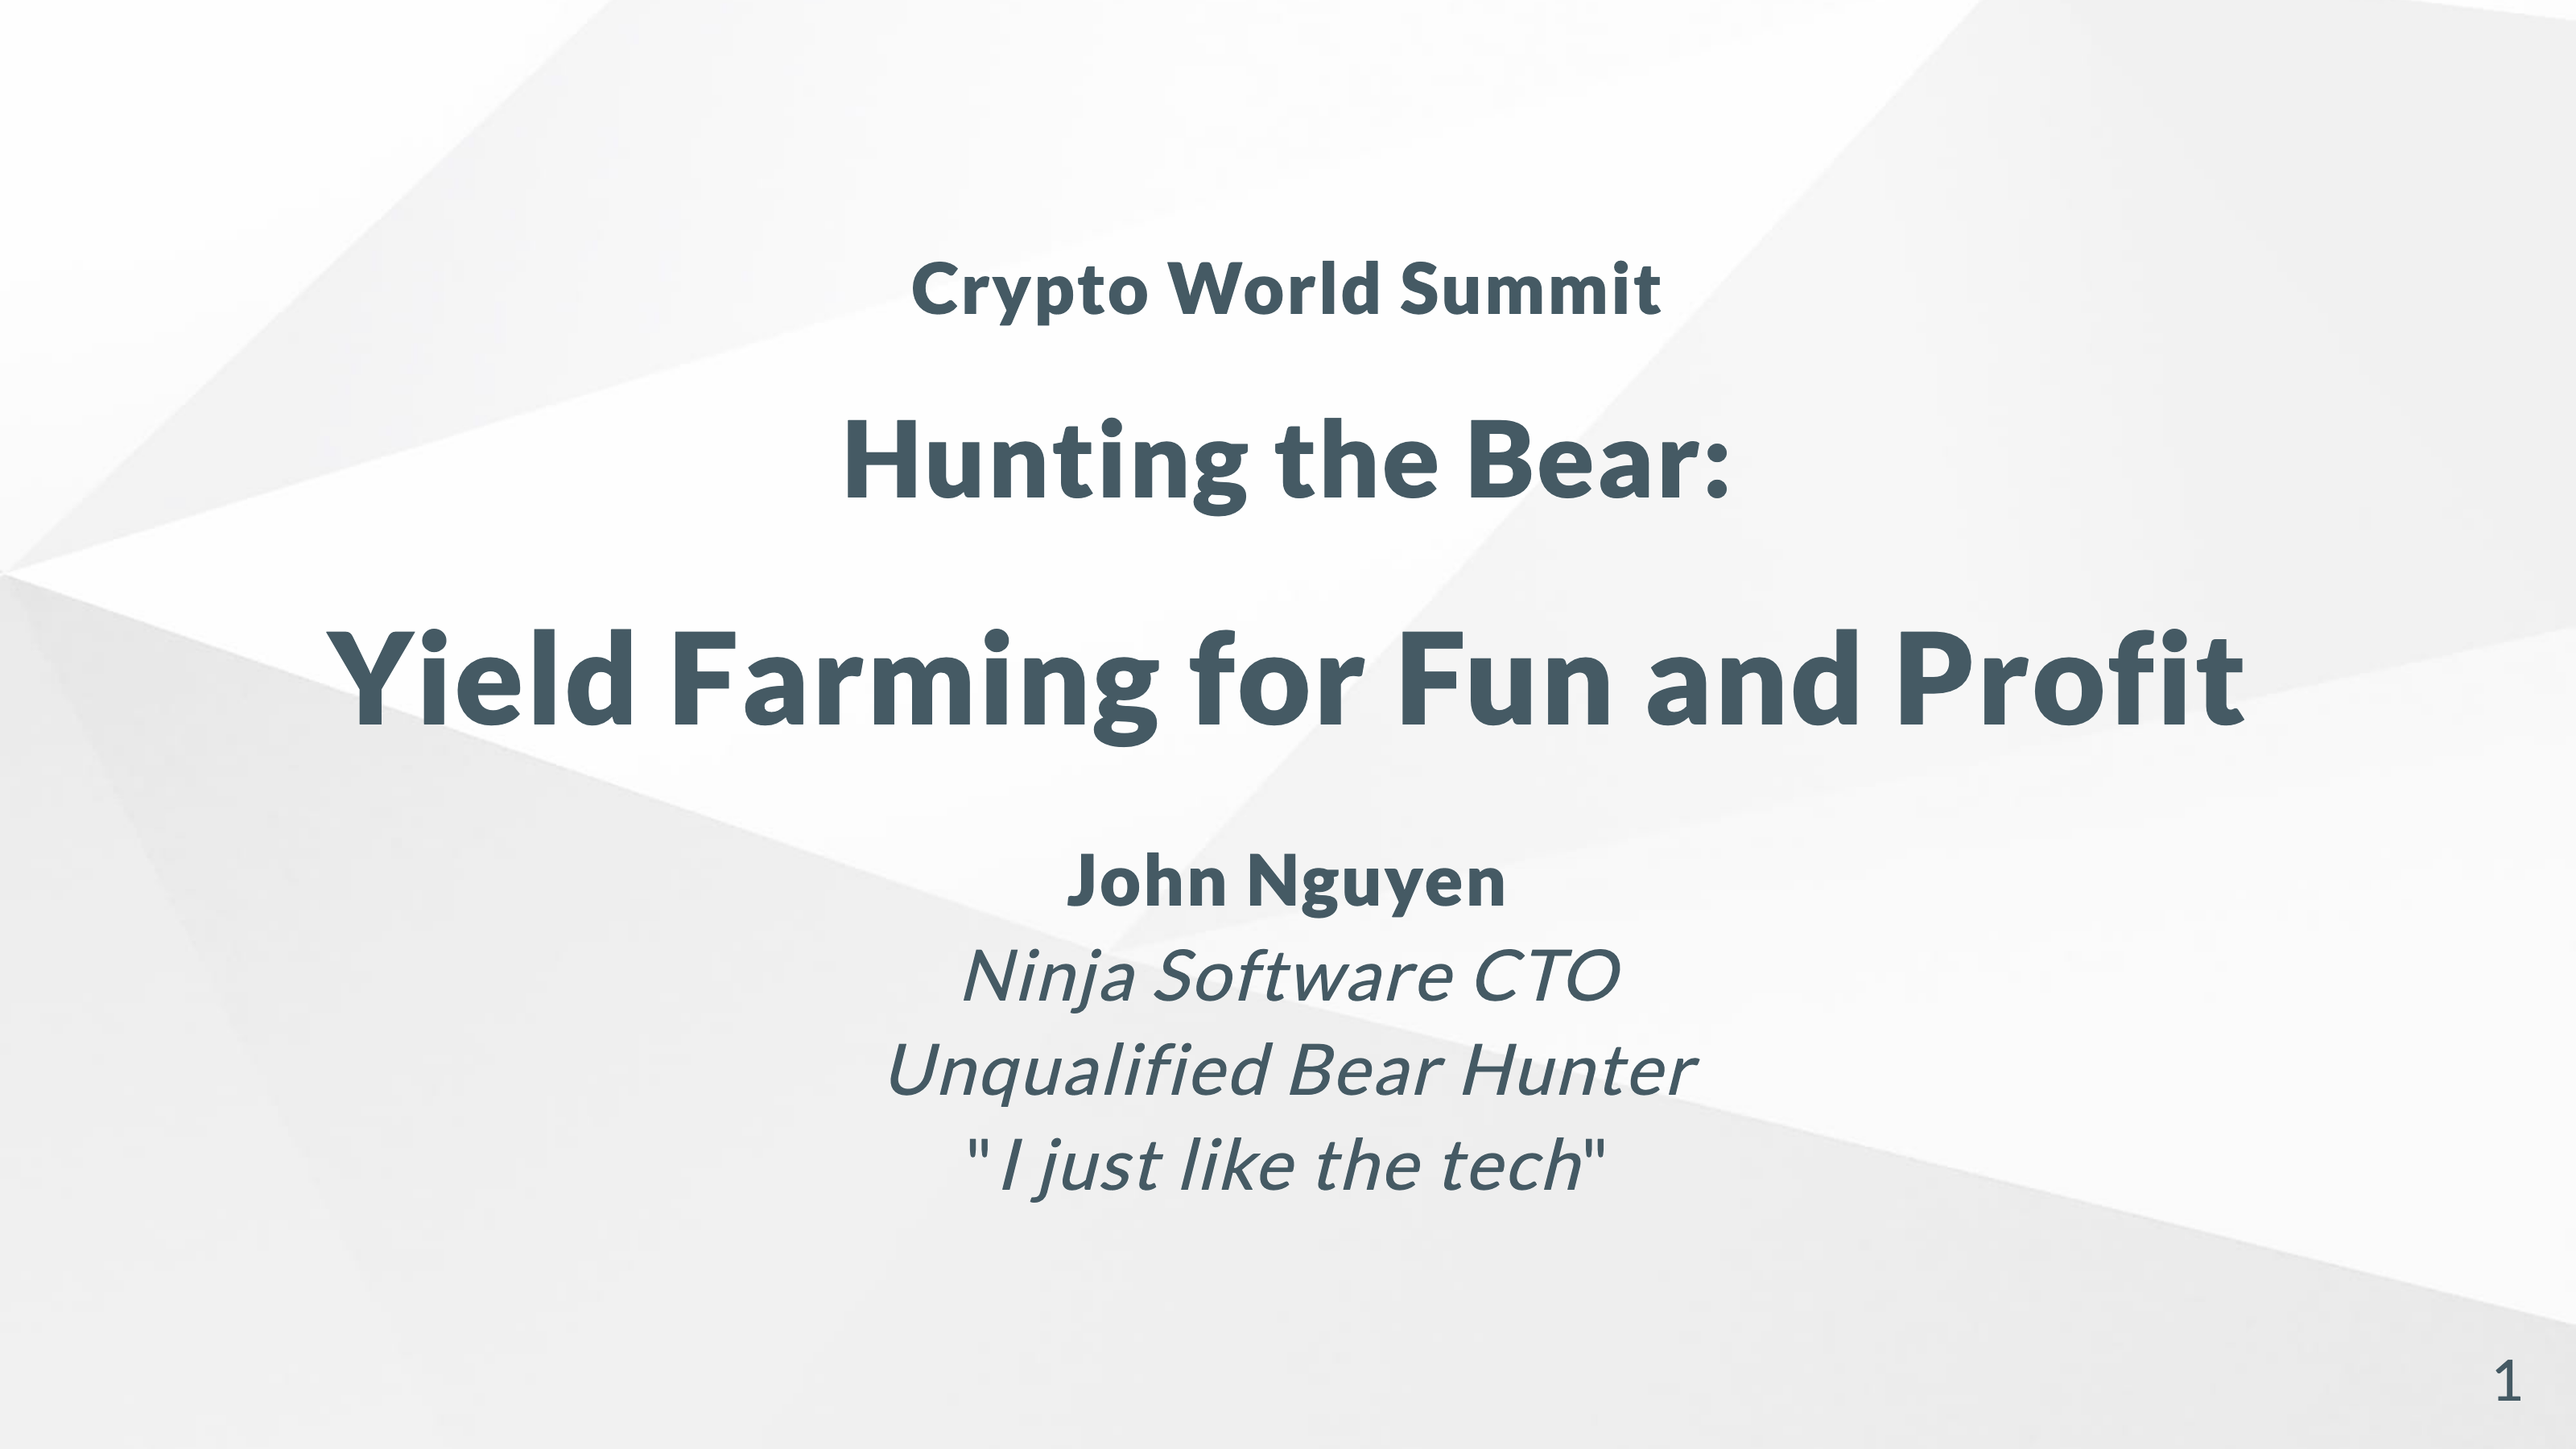 Crypto World Summit
Hunting the Bear:
Yield Farming for Fun and Profit
John Nguyen
Ninja Software CTO
Unqualified Bear Hunter
"I just like the tech"
1